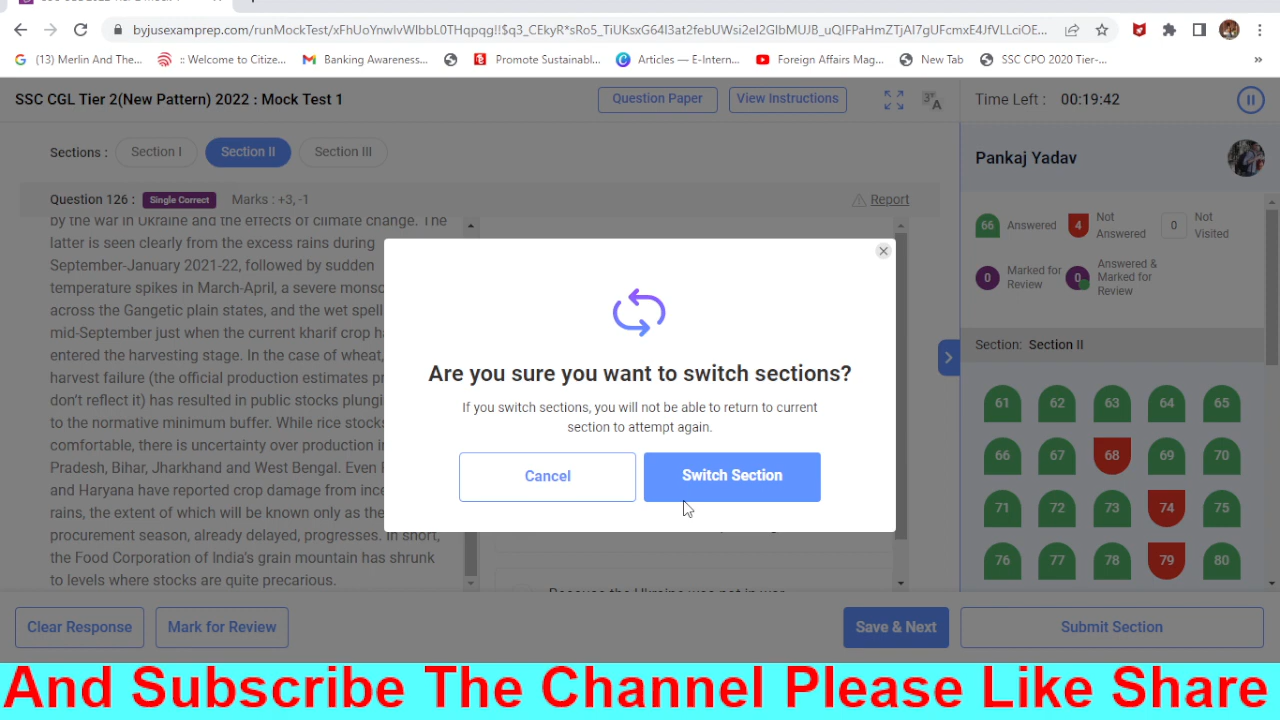 byjusexamprep.com/runMockTest/xFhUoYnwlvWlbbL0THqpqg!!$q3_CEkyR*sRo5_TiUKsxG64I3at2febUWsi2eI2GlbMUJB_uQIFPaHmZTjAI7gUFcmxE4JfVLLciOE...
(13) Merlin And The...
:: Welcome to Citize...
Banking Awareness...
Promote Sustainabl...
Articles — E-Intern...
Foreign Affairs Mag...
New Tab
SSC CPO 2020 Tier-...
»
SSC CGL Tier 2(New Pattern) 2022 : Mock Test 1
Question Paper
View Instructions
Time Left : 00:19:42
Sections : Section I Section II Section III
Pankaj Yadav
Question 126 : Single Correct Marks : +3, -1
Report
66 Answered
4 Not Answered
0 Not Visited
0 Marked for Review
0 Answered & Marked for Review
by the war in Ukraine and the effects of climate change. The
latter is seen clearly from the excess rains during
September-January 2021-22, followed by sudden
temperature spikes in March-April, a severe
across the Gangetic plain states, and the wet spell
mid-September just when the current kharif crop
entered the harvesting stage. In the case of wheat,
harvest failure (the official production estimates
don't reflect it) has resulted in public stocks
to the normative minimum buffer. While rice
comfortable, there is uncertainty over production
Pradesh, Bihar, Jharkhand and West Bengal. Even
and Haryana have reported crop damage from
rains, the extent of which will be known only as the
procurement season, already delayed, progresses. In short,
the Food Corporation of India's grain mountain has shrunk
to levels where stocks are quite precarious.
Are you sure you want to switch sections?
If you switch sections, you will not be able to return to current
section to attempt again.
Cancel
Switch Section
Section: Section II
61 62 63 64 65
66 67 68 69 70
71 72 73 74 75
76 77 78 79 80
Clear Response
Mark for Review
Save & Next
Submit Section
And Subscribe The Channel Please Like Share